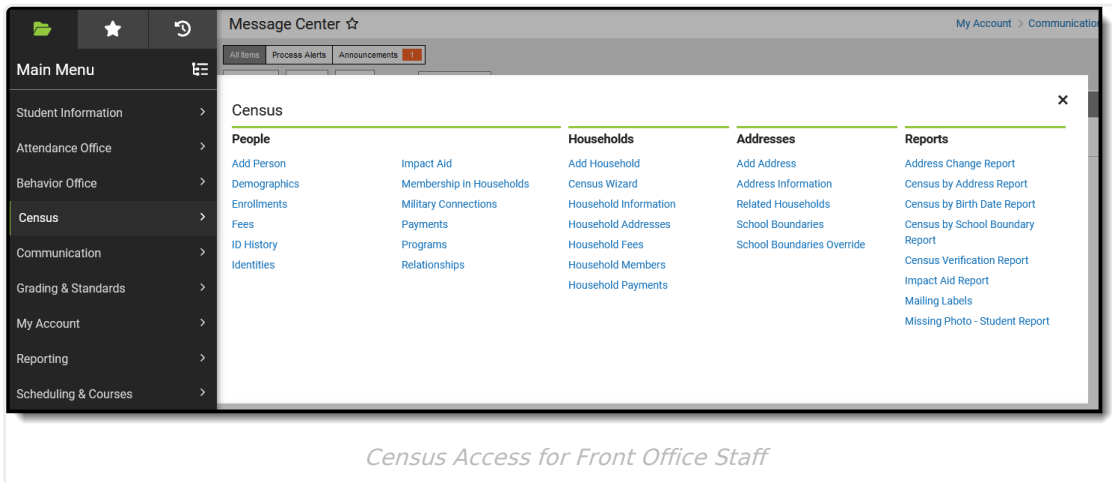 Message Center
My Account > Communication
All Items Process Alerts Announcements 1
Main Menu
Student Information
Attendance Office
Behavior Office
Census
Communication
Grading & Standards
My Account
Reporting
Scheduling & Courses
Census
People
Add Person
Demographics
Enrollments
Fees
ID History
Identities
Impact Aid
Membership in Households
Military Connections
Payments
Programs
Relationships
Households
Add Household
Census Wizard
Household Information
Household Addresses
Household Fees
Household Members
Household Payments
Addresses
Add Address
Address Information
Related Households
School Boundaries
School Boundaries Override
Reports
Address Change Report
Census by Address Report
Census by Birth Date Report
Census by School Boundary
Report
Census Verification Report
Impact Aid Report
Mailing Labels
Missing Photo - Student Report
Census Access for Front Office Staff